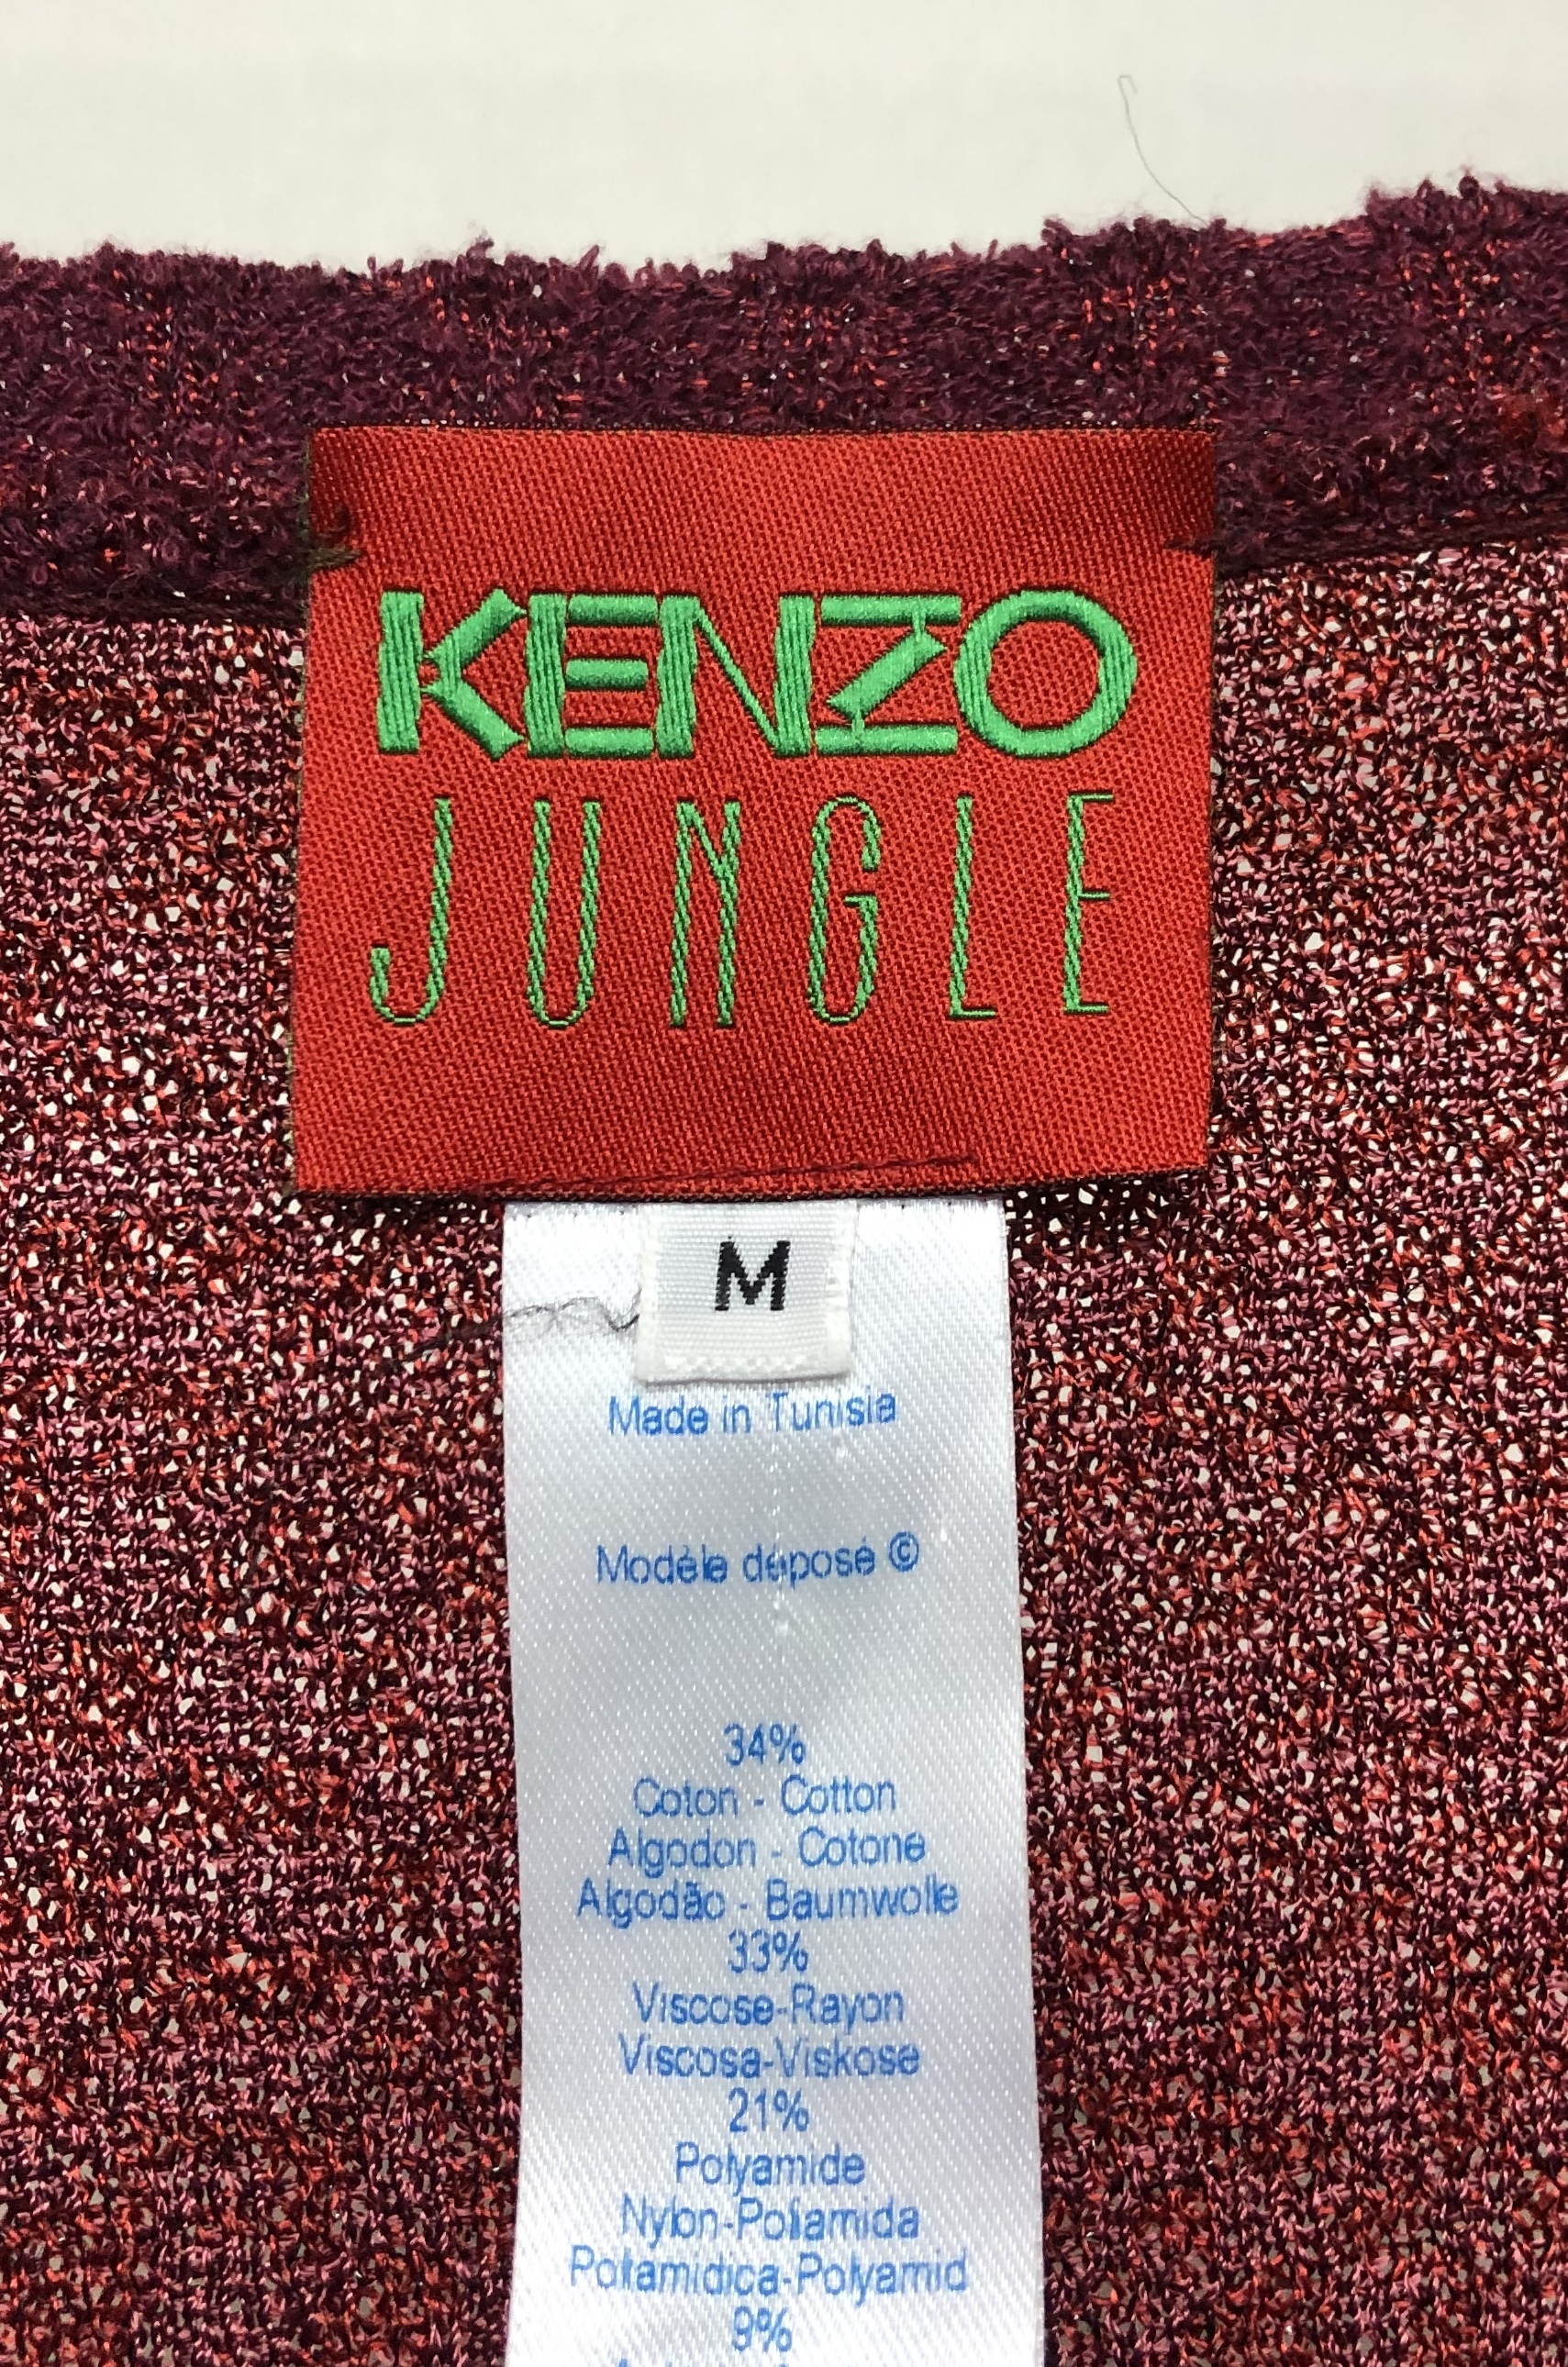 KENZO
JUNGLE
M
Made in Tunisia
Modèle déposé ©
34%
Coton - Cotton
Algodon - Cotone
Algodão - Baumwolle
33%
Viscose-Rayon
Viscosa-Viskose
21%
Polyamide
Nylon-Poliamida
Poliamidica-Polyamid
9%